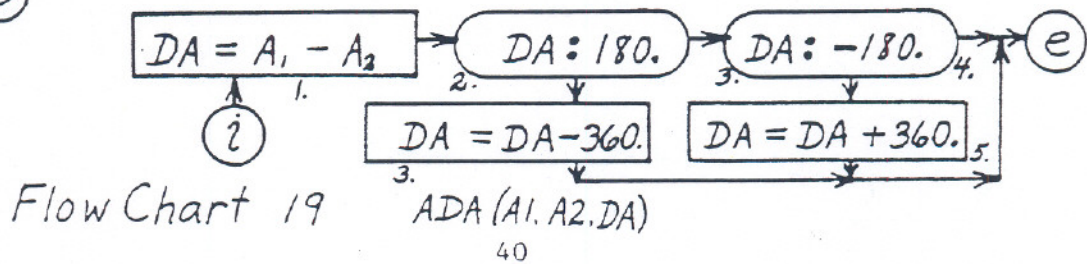 DA = A₁ - A₂ DA : 180. DA : -180. e
1. 2. 3. 4.
i DA = DA-360. DA = DA + 360.
3. 5.
Flow Chart 19 ADA (A1. A2. DA)
40